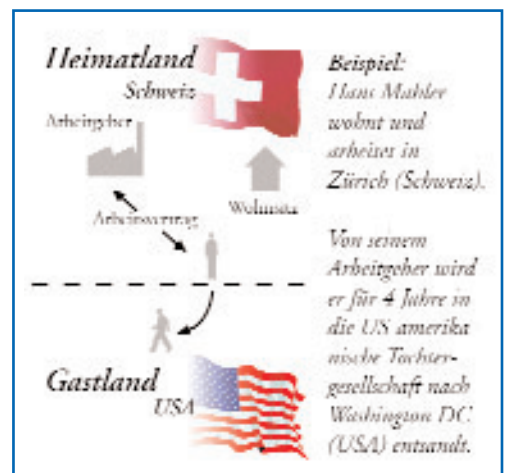 Heimatland
Schweiz
Arbeitgeber
Arbeitsvertrag
Wohnsitz
Gastland
USA
Beispiel:
Hans Mahler
wohnt und
arbeitet in
Zürich (Schweiz).
Von seinem
Arbeitgeber wird
er für 4 Jahre in
die US amerika
nische Tochter-
gesellschaft nach
Washington DC
(USA) entsandt.